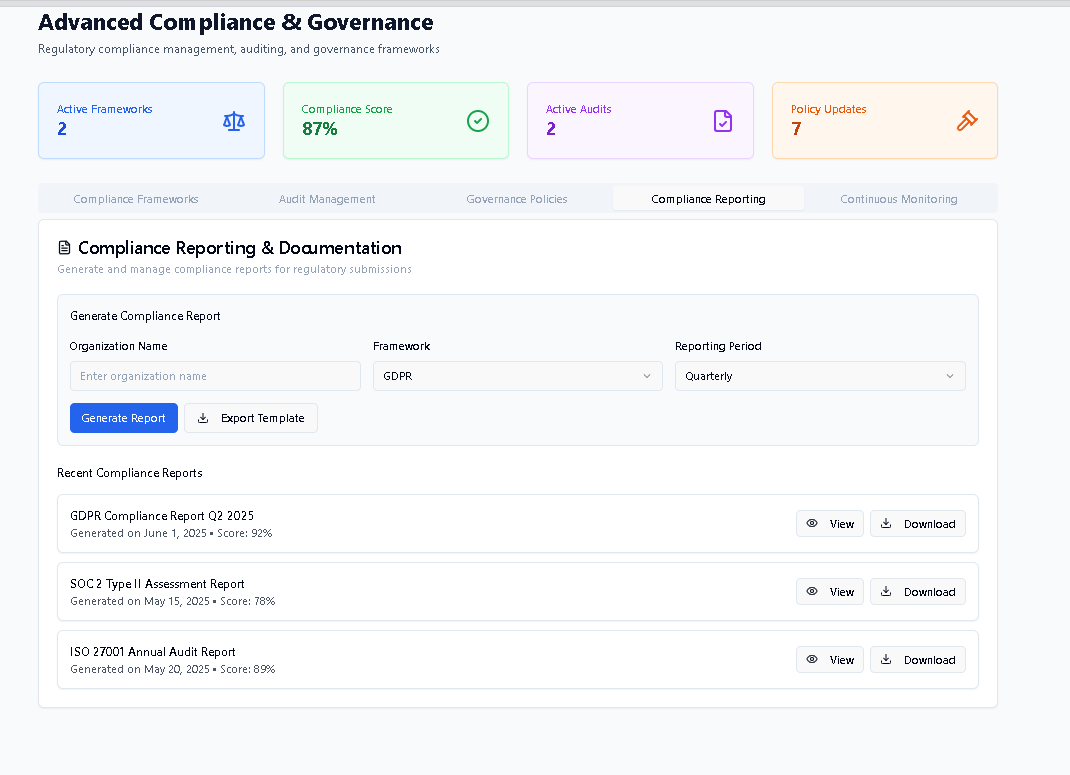 Advanced Compliance & Governance
Regulatory compliance management, auditing, and governance frameworks
Active Frameworks
2
Compliance Score
87%
Active Audits
2
Policy Updates
7
Compliance Frameworks
Audit Management
Governance Policies
Compliance Reporting
Continuous Monitoring
Compliance Reporting & Documentation
Generate and manage compliance reports for regulatory submissions
Generate Compliance Report
Organization Name
Framework
Reporting Period
Enter organization name
GDPR
Quarterly
Generate Report
Export Template
Recent Compliance Reports
GDPR Compliance Report Q2 2025
Generated on June 1, 2025 • Score: 92%
View
Download
SOC 2 Type II Assessment Report
Generated on May 15, 2025 • Score: 78%
View
Download
ISO 27001 Annual Audit Report
Generated on May 20, 2025 • Score: 89%
View
Download